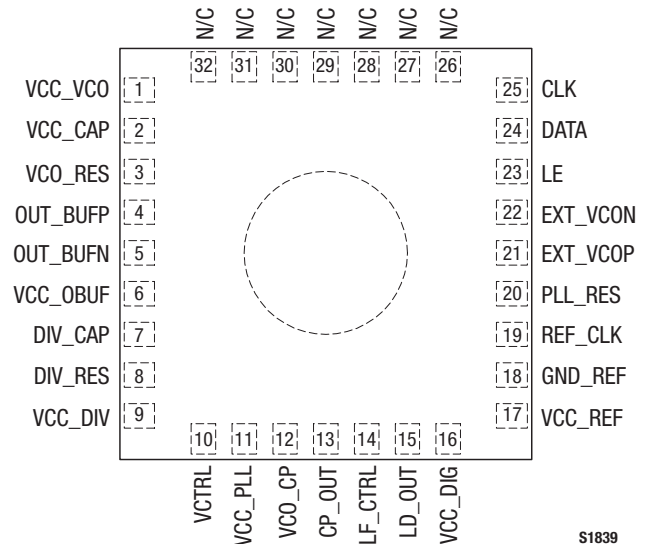 N/C N/C N/C N/C N/C N/C N/C
32 31 30 29 28 27 26
VCC_VCO 1 25 CLK
VCC_CAP 2 24 DATA
VCO_RES 3 23 LE
OUT_BUFP 4 22 EXT_VCON
OUT_BUFN 5 21 EXT_VCOP
VCC_OBUF 6 20 PLL_RES
DIV_CAP 7 19 REF_CLK
DIV_RES 8 18 GND_REF
VCC_DIV 9 17 VCC_REF
10 11 12 13 14 15 16
VCTRL VCC_PLL VCO_CP CP_OUT LF_CTRL LD_OUT VCC_DIG
S1839